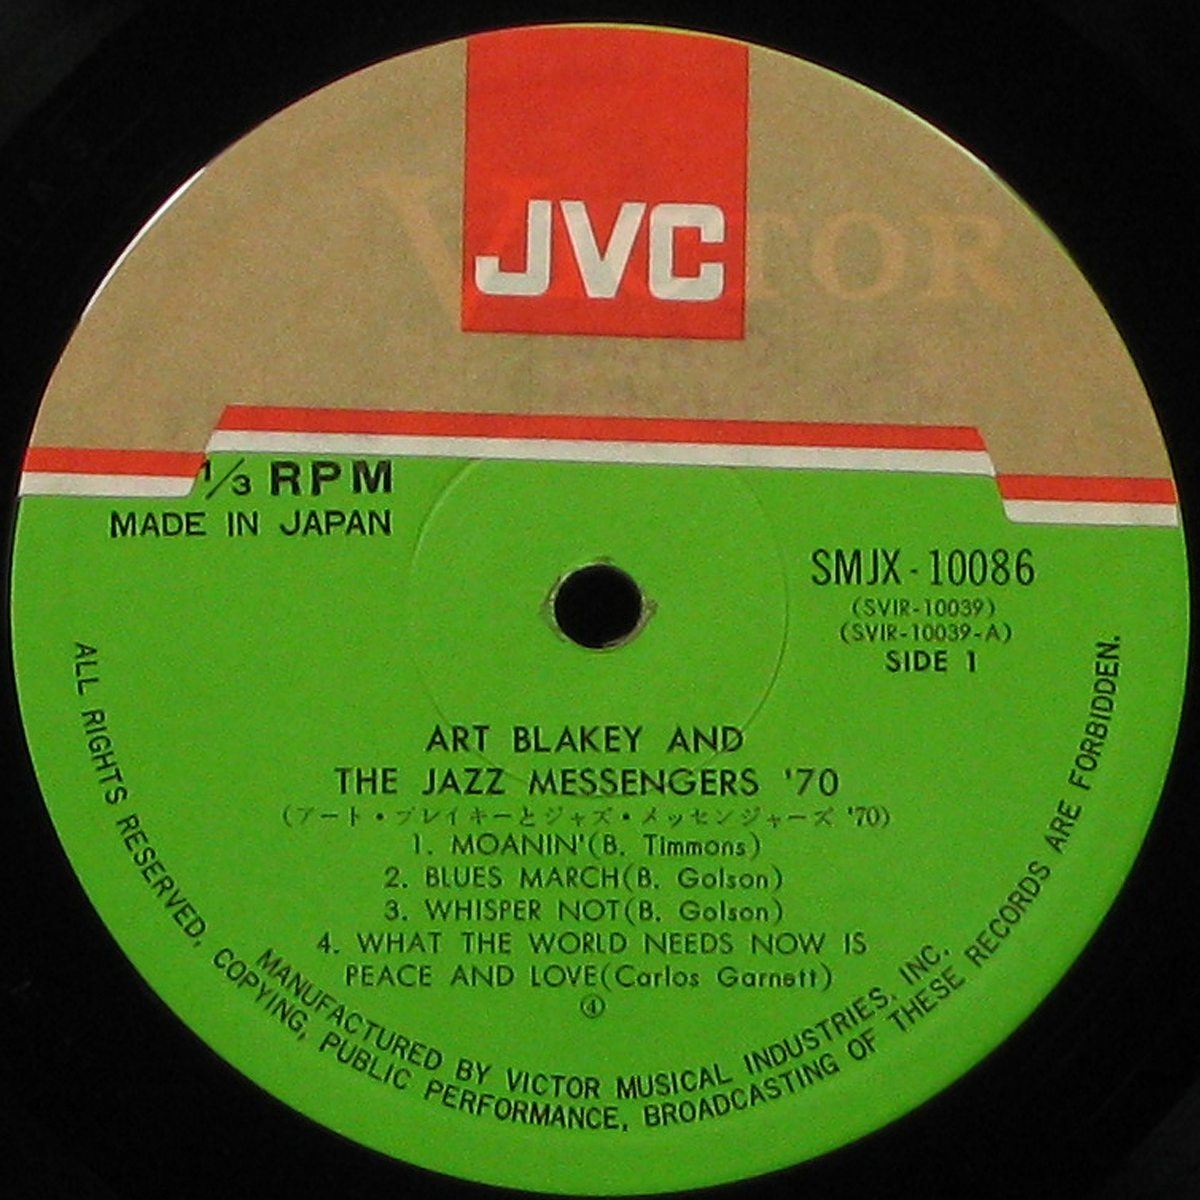 JVC
VICTOR
1/3 RPM
MADE IN JAPAN
SMJX-10086
(SVIR-10039)
(SVIR-10039-A)
SIDE 1
ART BLAKEY AND
THE JAZZ MESSENGERS '70
(アート・ブレイキーとジャズ・メッセンジャーズ '70)
1. MOANIN'(B. Timmons)
2. BLUES MARCH(B. Golson)
3. WHISPER NOT(B. Golson)
4. WHAT THE WORLD NEEDS NOW IS
PEACE AND LOVE(Carlos Garnett)
④
MANUFACTURED BY VICTOR MUSICAL INDUSTRIES, INC.
ALL RIGHTS RESERVED, COPYING, PUBLIC PERFORMANCE, BROADCASTING OF THESE RECORDS ARE FORBIDDEN.